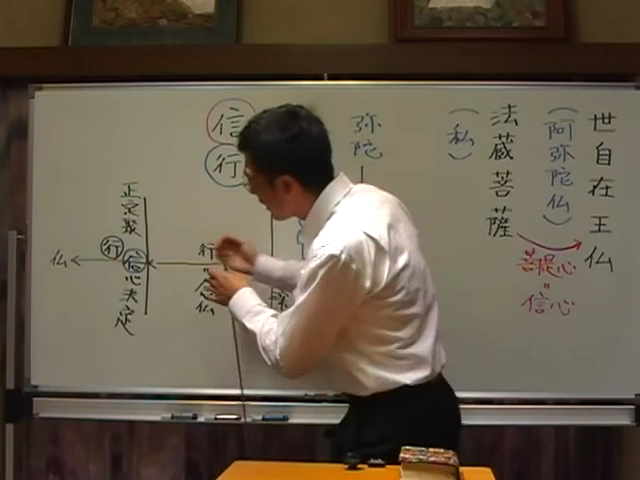 世自在王仏
(阿弥陀仏)
法蔵菩薩
菩提心
=
信心
(私)
弥陀
信
行
行
=
念仏
正定聚
信心決定
行
仏